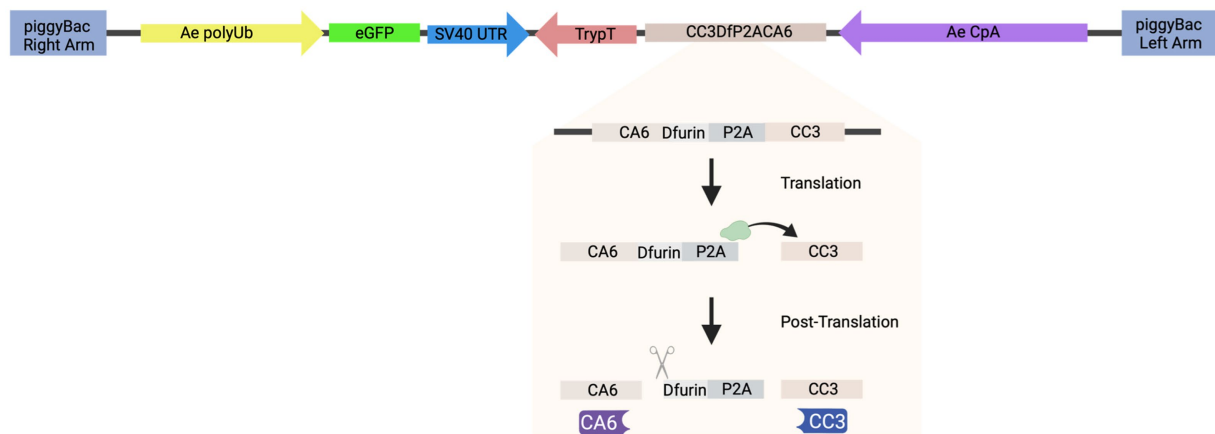 piggyBac
Right Arm
Ae polyUb
eGFP
SV40 UTR
TrypT
CC3DfP2ACA6
Ae CpA
piggyBac
Left Arm
CA6 Dfurin P2A CC3
Translation
CA6 Dfurin P2A CC3
Post-Translation
CA6 Dfurin P2A CC3
CA6 CC3